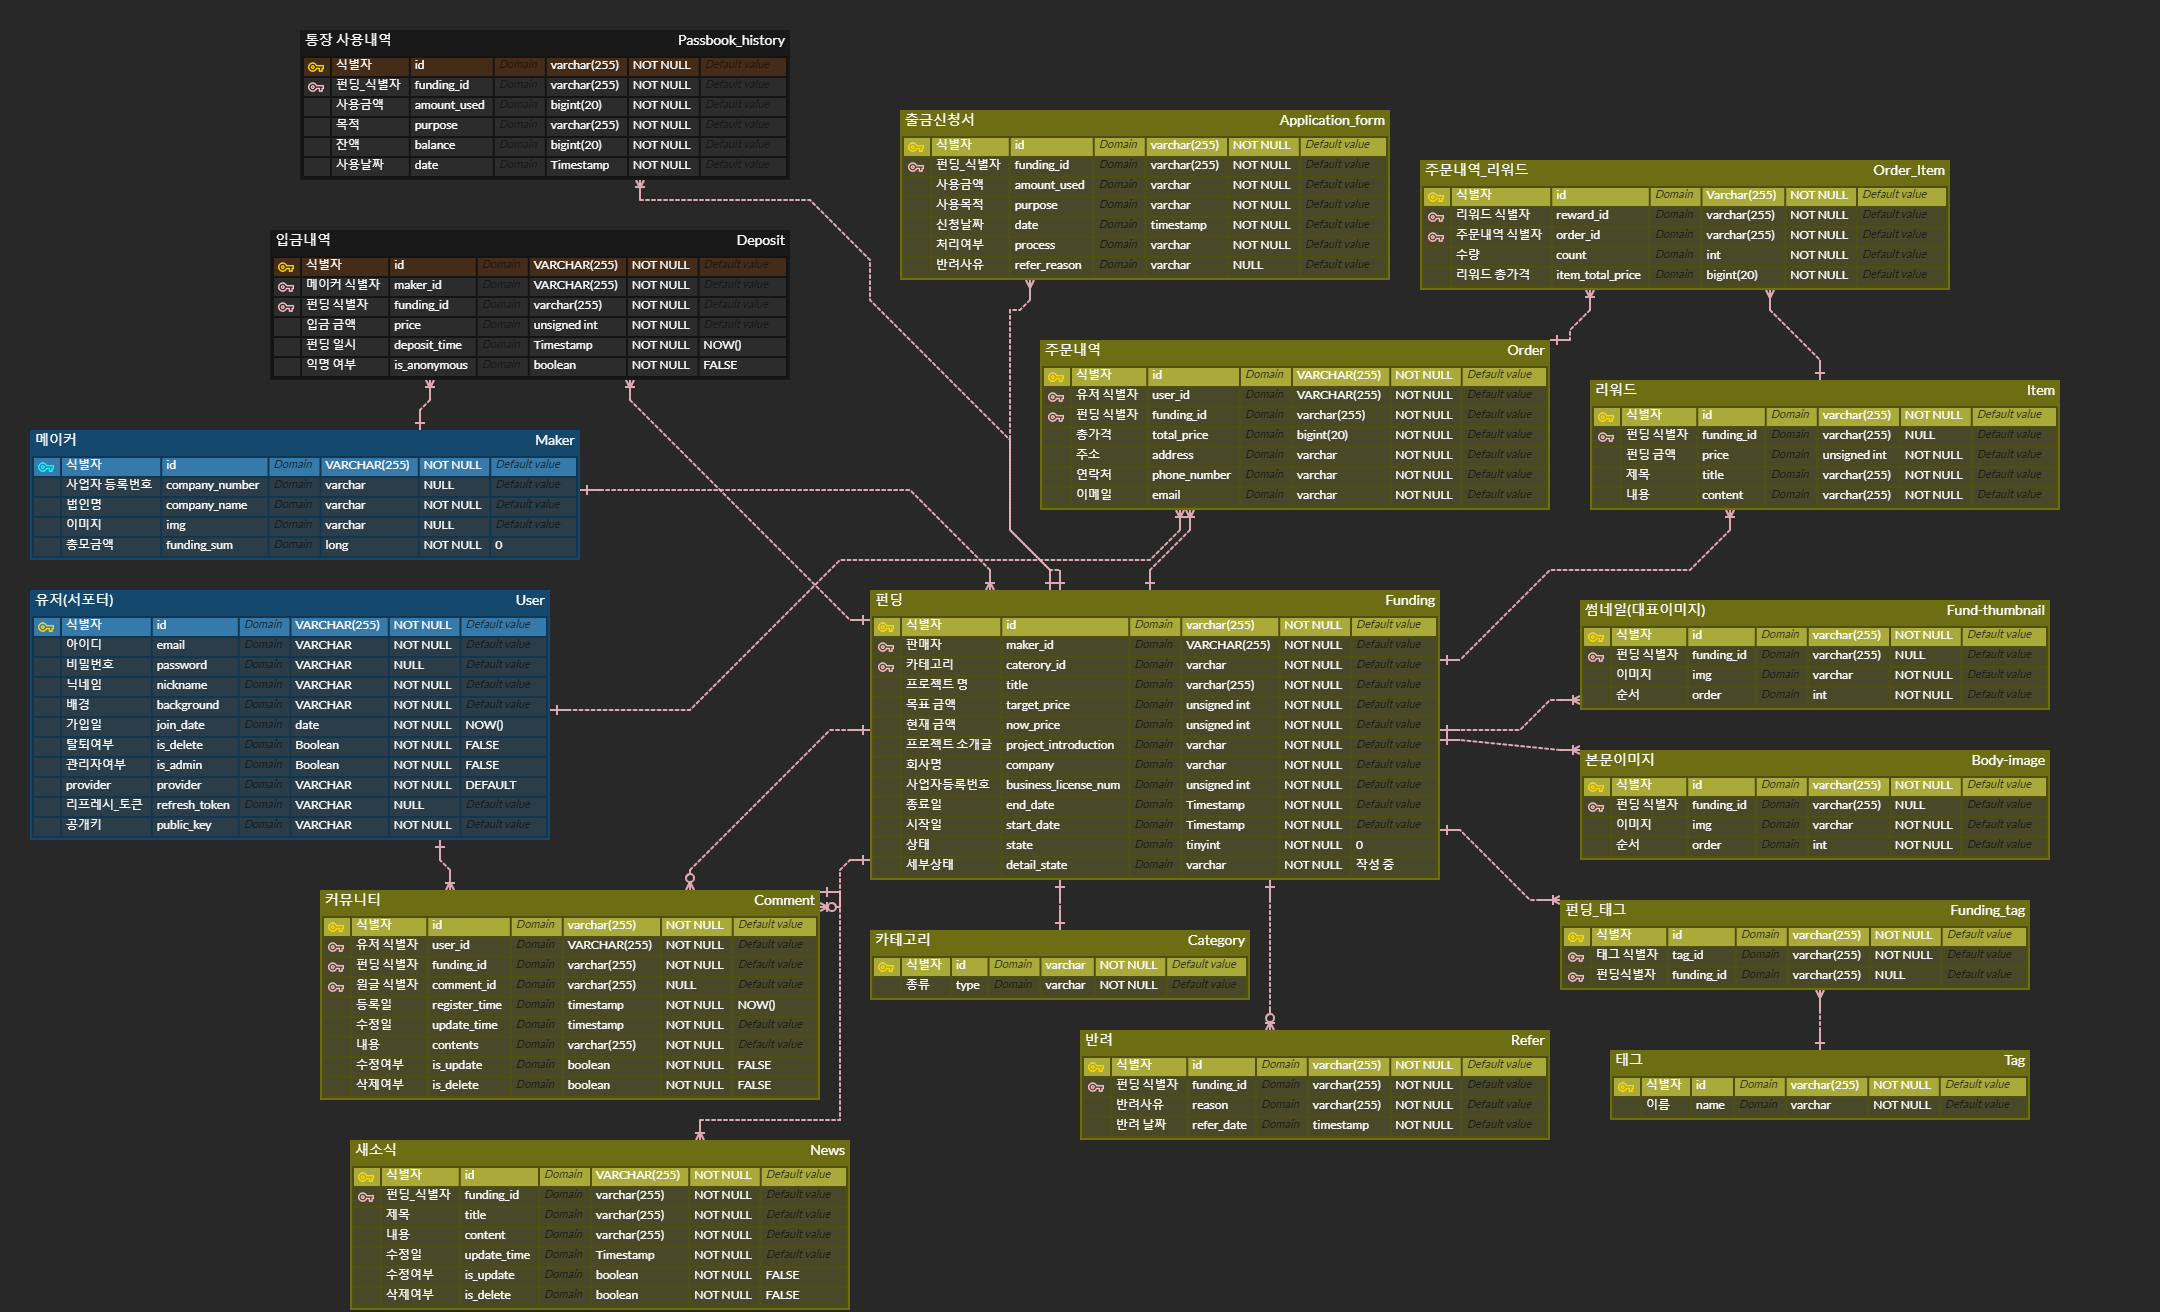 통장 사용내역 Passbook_history
식별자 id Domain varchar(255) NOT NULL Default value
펀딩_식별자 funding_id Domain varchar(255) NOT NULL Default value
사용금액 amount_used Domain bigint(20) NOT NULL Default value
목적 purpose Domain varchar(255) NOT NULL Default value
잔액 balance Domain bigint(20) NOT NULL Default value
사용날짜 date Domain Timestamp NOT NULL Default value
출금신청서 Application_form
식별자 id Domain varchar(255) NOT NULL Default value
펀딩_식별자 funding_id Domain varchar(255) NOT NULL Default value
사용금액 amount_used Domain varchar NOT NULL Default value
사용목적 purpose Domain varchar NOT NULL Default value
신청날짜 date Domain timestamp NOT NULL Default value
처리여부 process Domain varchar NOT NULL Default value
반려사유 refer_reason Domain varchar NULL Default value
주문내역_리워드 Order_Item
식별자 id Domain Varchar(255) NOT NULL Default value
리워드 식별자 reward_id Domain varchar(255) NOT NULL Default value
주문내역 식별자 order_id Domain varchar(255) NOT NULL Default value
수량 count Domain int NOT NULL Default value
리워드 총가격 item_total_price Domain bigint(20) NOT NULL Default value
입금내역 Deposit
식별자 id Domain VARCHAR(255) NOT NULL Default value
메이커 식별자 maker_id Domain VARCHAR(255) NOT NULL Default value
펀딩 식별자 funding_id Domain varchar(255) NOT NULL Default value
입금 금액 price Domain unsigned int NOT NULL Default value
펀딩 일시 deposit_time Domain Timestamp NOT NULL NOW()
익명 여부 is_anonymous Domain boolean NOT NULL FALSE
주문내역 Order
식별자 id Domain VARCHAR(255) NOT NULL Default value
유저 식별자 user_id Domain VARCHAR(255) NOT NULL Default value
펀딩 식별자 funding_id Domain varchar(255) NOT NULL Default value
총가격 total_price Domain bigint(20) NOT NULL Default value
주소 address Domain varchar NOT NULL Default value
연락처 phone_number Domain varchar NOT NULL Default value
이메일 email Domain varchar NOT NULL Default value
리워드 Item
식별자 id Domain varchar(255) NOT NULL Default value
펀딩 식별자 funding_id Domain varchar(255) NULL Default value
펀딩 금액 price Domain unsigned int NOT NULL Default value
제목 title Domain varchar(255) NOT NULL Default value
내용 content Domain varchar(255) NOT NULL Default value
메이커 Maker
식별자 id Domain VARCHAR(255) NOT NULL Default value
사업자 등록번호 company_number Domain varchar NULL Default value
법인명 company_name Domain varchar NOT NULL Default value
이미지 img Domain varchar NULL Default value
총모금액 funding_sum Domain long NOT NULL 0
유저(서포터) User
식별자 id Domain VARCHAR(255) NOT NULL Default value
아이디 email Domain VARCHAR NOT NULL Default value
비밀번호 password Domain VARCHAR NULL Default value
닉네임 nickname Domain VARCHAR NOT NULL Default value
배경 background Domain VARCHAR NOT NULL Default value
가입일 join_date Domain date NOT NULL NOW()
탈퇴여부 is_delete Domain Boolean NOT NULL FALSE
관리자여부 is_admin Domain Boolean NOT NULL FALSE
provider provider Domain VARCHAR NOT NULL DEFAULT
리프레시_토큰 refresh_token Domain VARCHAR NULL Default value
공개키 public_key Domain VARCHAR NOT NULL Default value
펀딩 Funding
식별자 id Domain varchar(255) NOT NULL Default value
판매자 maker_id Domain VARCHAR(255) NOT NULL Default value
카테고리 caterory_id Domain varchar NOT NULL Default value
프로젝트 명 title Domain varchar(255) NOT NULL Default value
목표 금액 target_price Domain unsigned int NOT NULL Default value
현재 금액 now_price Domain unsigned int NOT NULL Default value
프로젝트 소개글 project_introduction Domain varchar NOT NULL Default value
회사명 company Domain varchar NOT NULL Default value
사업자등록번호 business_license_num Domain unsigned int NOT NULL Default value
종료일 end_date Domain Timestamp NOT NULL Default value
시작일 start_date Domain Timestamp NOT NULL Default value
상태 state Domain tinyint NOT NULL 0
세부상태 detail_state Domain varchar NOT NULL 작성 중
썸네일(대표이미지) Fund-thumbnail
식별자 id Domain varchar(255) NOT NULL Default value
펀딩 식별자 funding_id Domain varchar(255) NULL Default value
이미지 img Domain varchar NOT NULL Default value
순서 order Domain int NOT NULL Default value
본문이미지 Body-image
식별자 id Domain varchar(255) NOT NULL Default value
펀딩 식별자 funding_id Domain varchar(255) NULL Default value
이미지 img Domain varchar NOT NULL Default value
순서 order Domain int NOT NULL Default value
커뮤니티 Comment
식별자 id Domain varchar(255) NOT NULL Default value
유저 식별자 user_id Domain VARCHAR(255) NOT NULL Default value
펀딩 식별자 funding_id Domain varchar(255) NOT NULL Default value
원글 식별자 comment_id Domain varchar(255) NULL Default value
등록일 register_time Domain timestamp NOT NULL NOW()
수정일 update_time Domain timestamp NOT NULL Default value
내용 contents Domain varchar(255) NOT NULL Default value
수정여부 is_update Domain boolean NOT NULL FALSE
삭제여부 is_delete Domain boolean NOT NULL FALSE
카테고리 Category
식별자 id Domain varchar NOT NULL Default value
종류 type Domain varchar NOT NULL Default value
펀딩_태그 Funding_tag
식별자 id Domain varchar(255) NOT NULL Default value
태그 식별자 tag_id Domain varchar(255) NOT NULL Default value
펀딩식별자 funding_id Domain varchar(255) NULL Default value
반려 Refer
식별자 id Domain varchar(255) NOT NULL Default value
펀딩 식별자 funding_id Domain varchar(255) NOT NULL Default value
반려사유 reason Domain varchar(255) NOT NULL Default value
반려 날짜 refer_date Domain timestamp NOT NULL Default value
태그 Tag
식별자 id Domain varchar(255) NOT NULL Default value
이름 name Domain varchar NOT NULL Default value
새소식 News
식별자 id Domain VARCHAR(255) NOT NULL Default value
펀딩_식별자 funding_id Domain varchar(255) NOT NULL Default value
제목 title Domain varchar(255) NOT NULL Default value
내용 content Domain varchar(255) NOT NULL Default value
수정일 update_time Domain Timestamp NOT NULL Default value
수정여부 is_update Domain boolean NOT NULL FALSE
삭제여부 is_delete Domain boolean NOT NULL FALSE